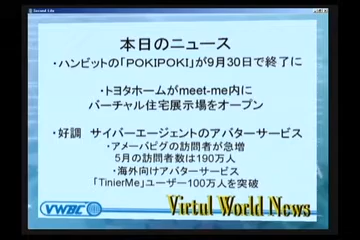 Second Life
本日のニュース
・ハンビットの「POKIPOKI」が9月30日で終了に
・トヨタホームがmeet-me内に
バーチャル住宅展示場をオープン
・好調 サイバーエージェントのアバターサービス
・アメーバピグの訪問者が急増
5月の訪問者数は190万人
・海外向けアバターサービス
「TinierMe」ユーザー100万人を突破
VWBC
Virtul World News